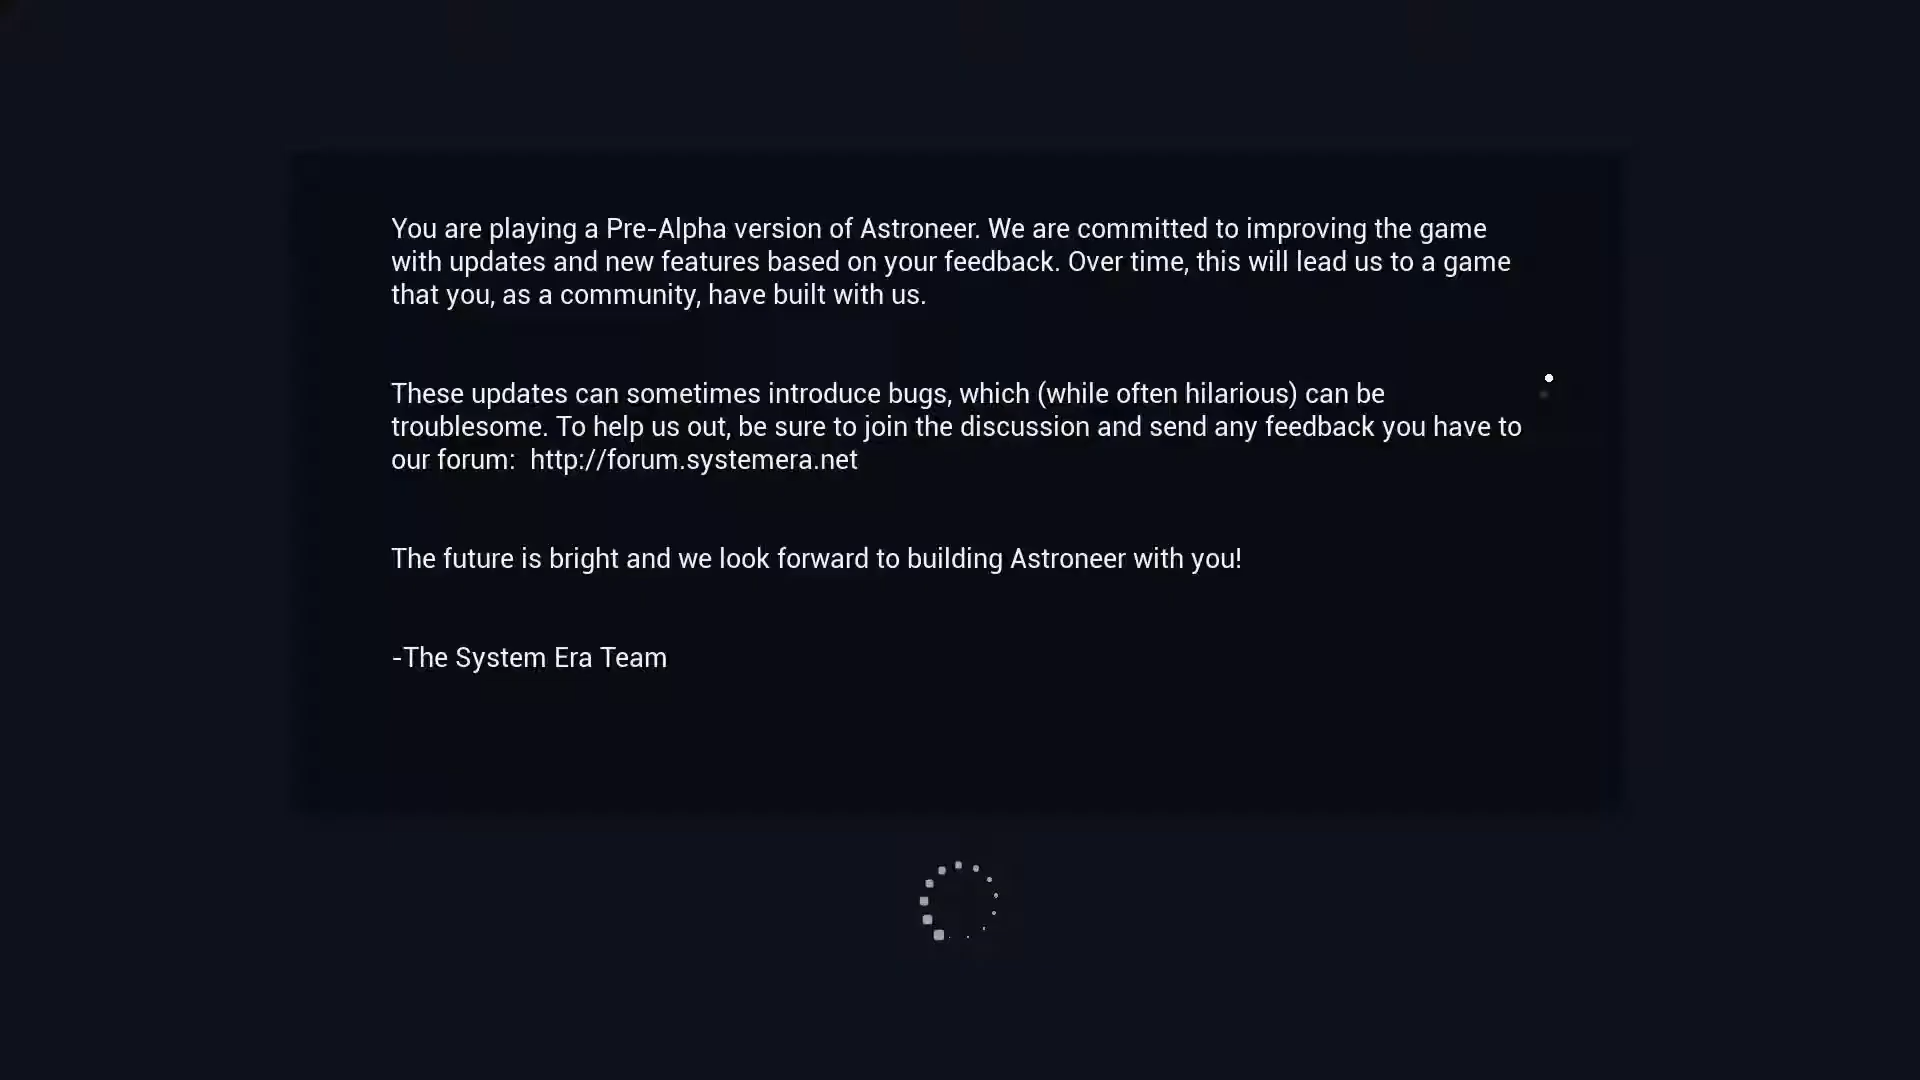 You are playing a Pre-Alpha version of Astroneer. We are committed to improving the game
with updates and new features based on your feedback. Over time, this will lead us to a game
that you, as a community, have built with us.
These updates can sometimes introduce bugs, which (while often hilarious) can be
troublesome. To help us out, be sure to join the discussion and send any feedback you have to
our forum:  http://forum.systemera.net
The future is bright and we look forward to building Astroneer with you!
-The System Era Team